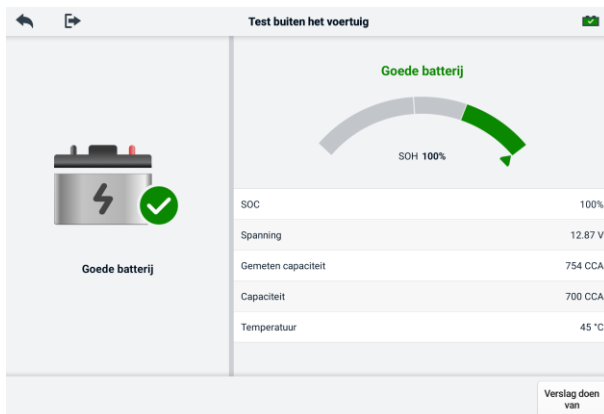 Test buiten het voertuig
Goede batterij
Goede batterij
SOH 100%
SOC 100%
Spanning 12.87 V
Gemeten capaciteit 754 CCA
Capaciteit 700 CCA
Temperatuur 45 °C
Verslag doen
van